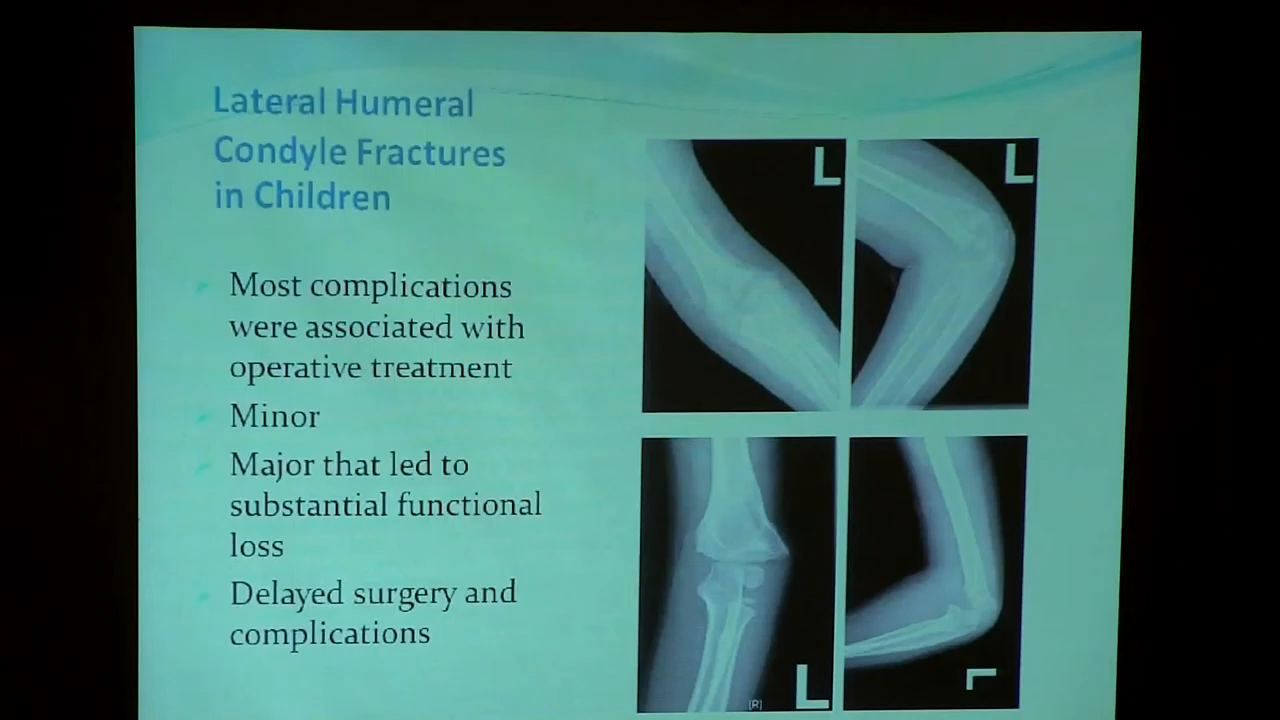 Lateral Humeral
Condyle Fractures
in Children
Most complications
were associated with
operative treatment
Minor
Major that led to
substantial functional
loss
Delayed surgery and
complications
L
L
L
(R)
L